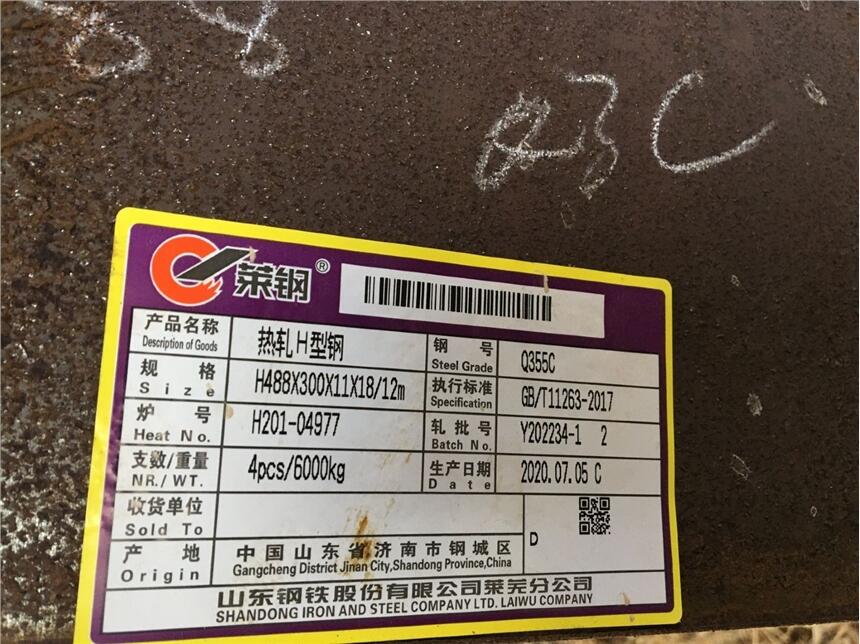 Q3C
莱钢®
产品名称 热轧H型钢 钢号 Q355C
Description of Goods Steel Grade
规格 H488X300X11X18/12m 执行标准 GB/T11263-2017
Size Specification
炉号 H201-04977 轧批号 Y202234-1 2
Heat No. Batch No.
支数/重量 4pcs/6000kg 生产日期 2020.07.05 C
NR./WT. Date
收货单位
Sold To D
产地 中国山东省济南市钢城区
Origin Gangcheng District Jinan City,Shandong Province,China
山东钢铁股份有限公司莱芜分公司
SHANDONG IRON AND STEEL COMPANY LTD. LAIWU COMPANY